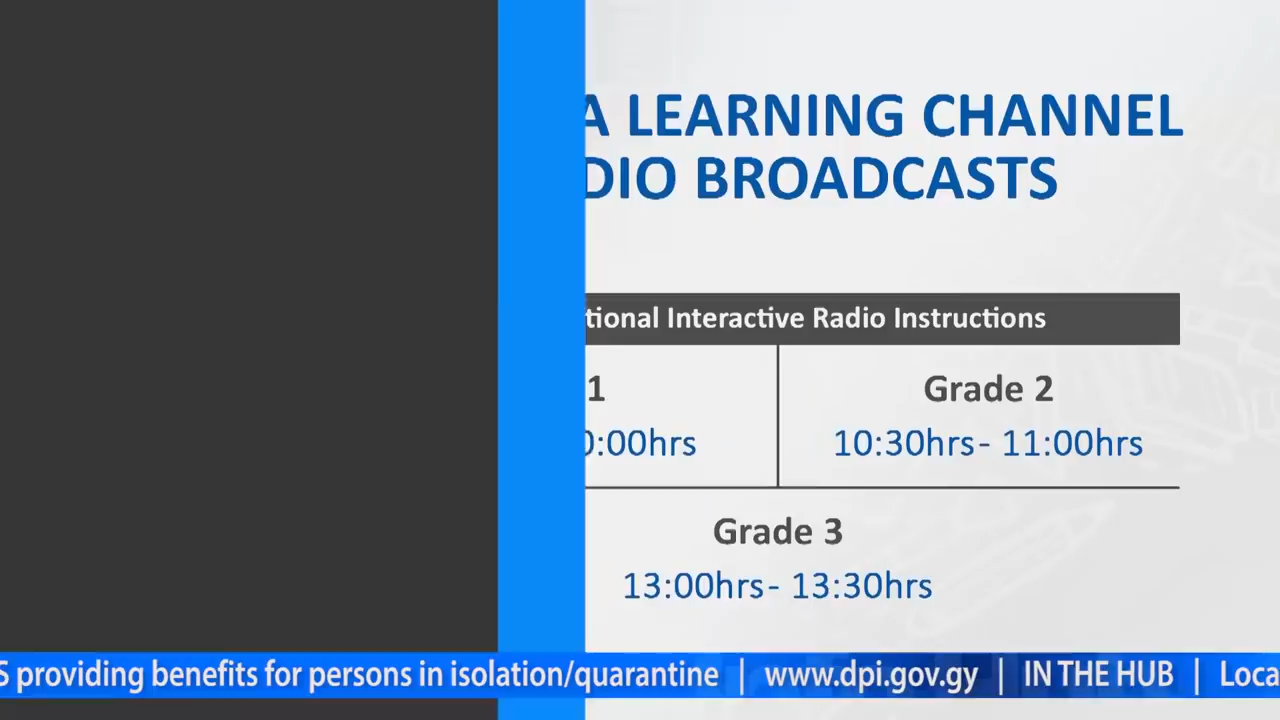 A LEARNING CHANNEL
DIO BROADCASTS
tional Interactive Radio Instructions
1
0:00hrs
Grade 2
10:30hrs- 11:00hrs
Grade 3
13:00hrs- 13:30hrs
S providing benefits for persons in isolation/quarantine | www.dpi.gov.gy | IN THE HUB | Loca